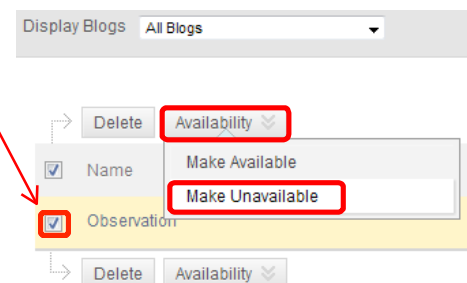 Display Blogs All Blogs
Delete Availability
Name
Make Available
Make Unavailable
Observation
Delete Availability